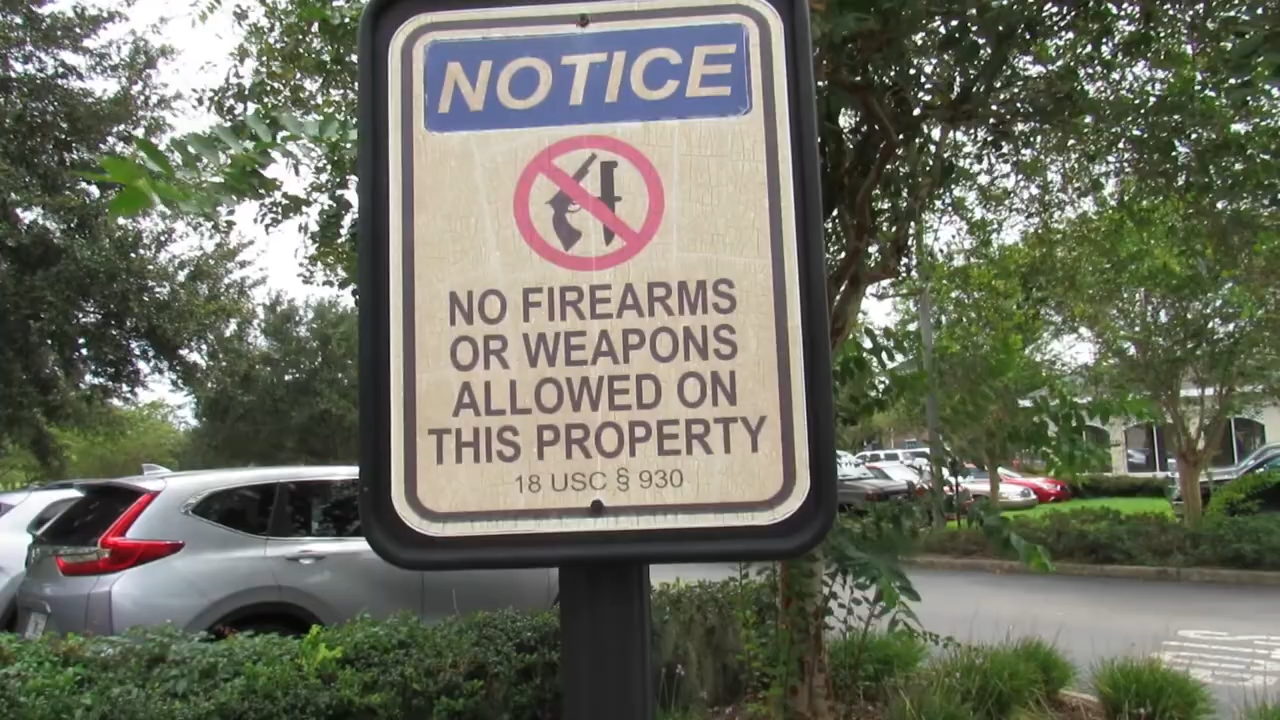 NOTICE
NO FIREARMS
OR WEAPONS
ALLOWED ON
THIS PROPERTY
18 USC § 930